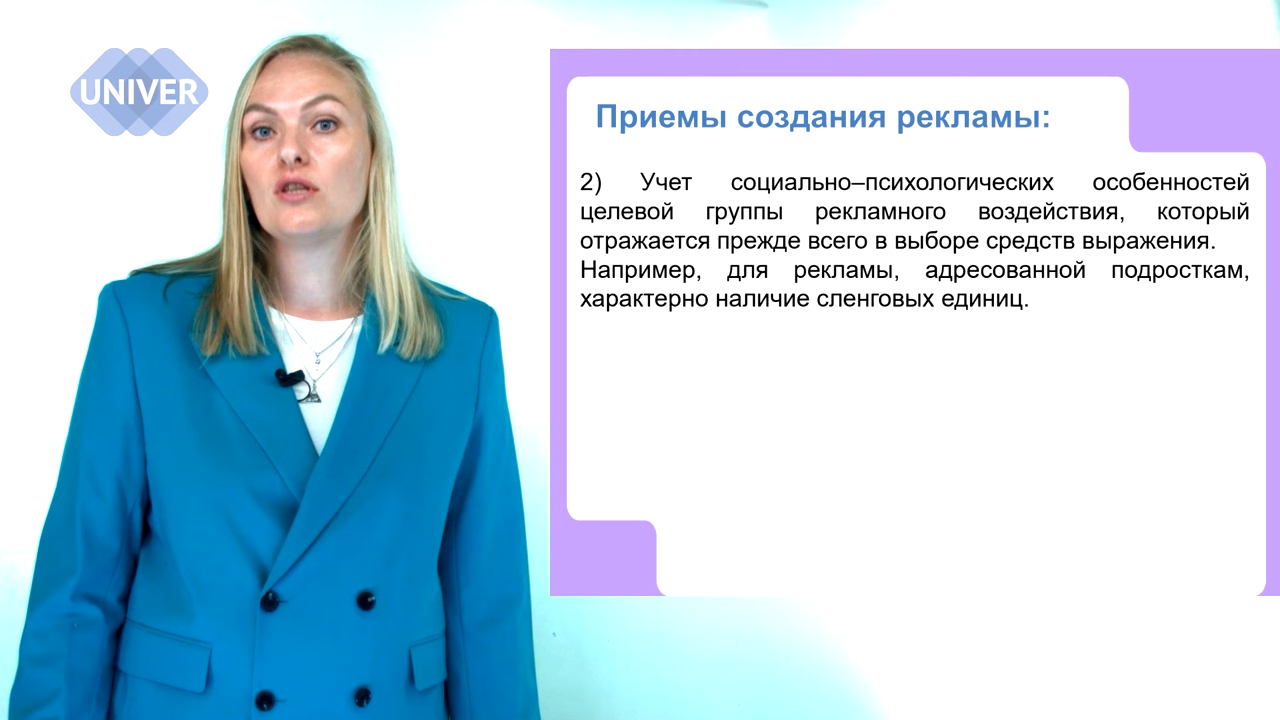 UNIVER
Приемы создания рекламы:
2) Учет социально–психологических особенностей
целевой группы рекламного воздействия, который
отражается прежде всего в выборе средств выражения.
Например, для рекламы, адресованной подросткам,
характерно наличие сленговых единиц.